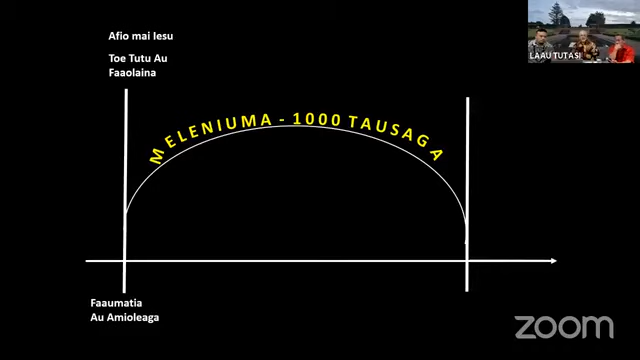 Afio mai Iesu
Toe Tutu Au
Faaolaina
LAAU TUTASI
MELENIUMA - 1000 TAUSAGA
Faaumatia
Au Amioleaga
zoom